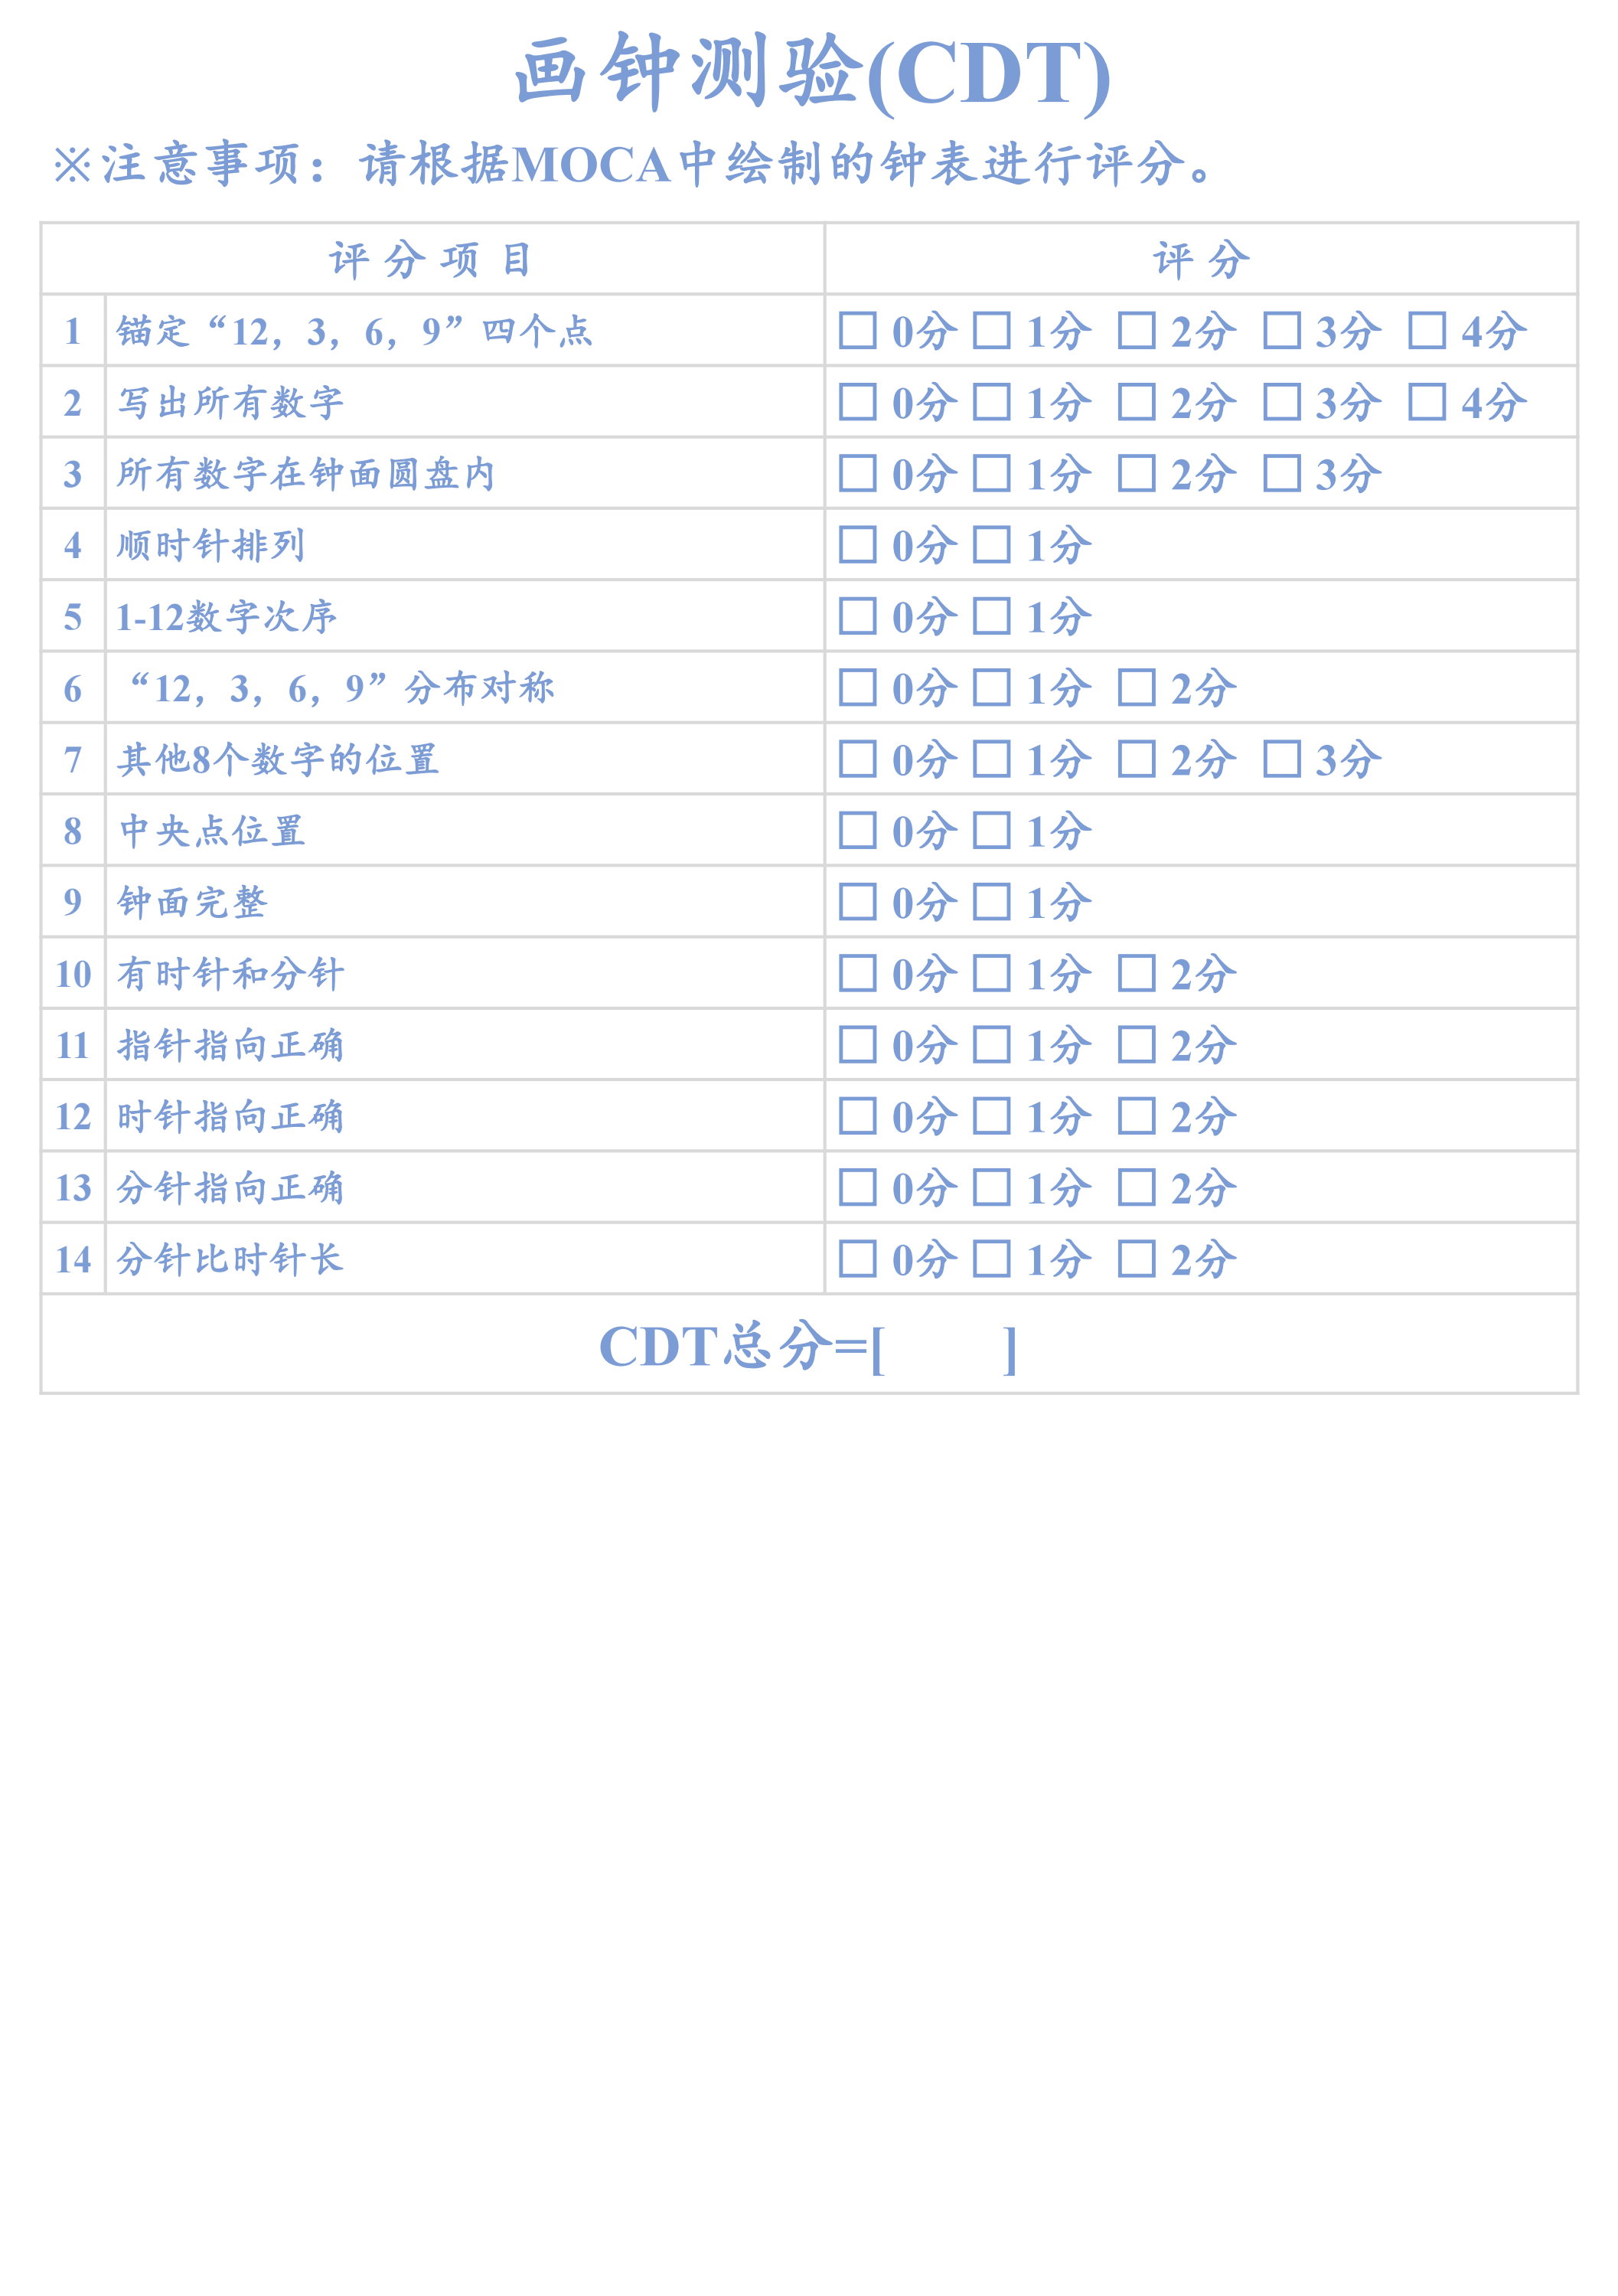 画钟测验(CDT)
※注意事项：请根据MOCA中绘制的钟表进行评分。
评 分 项 目 评 分
1 锚定“12，3，6，9”四个点 □ 0分 □ 1分 □ 2分 □ 3分 □ 4分
2 写出所有数字 □ 0分 □ 1分 □ 2分 □ 3分 □ 4分
3 所有数字在钟面圆盘内 □ 0分 □ 1分 □ 2分 □ 3分
4 顺时针排列 □ 0分 □ 1分
5 1-12数字次序 □ 0分 □ 1分
6 “12，3，6，9”分布对称 □ 0分 □ 1分 □ 2分
7 其他8个数字的位置 □ 0分 □ 1分 □ 2分 □ 3分
8 中央点位置 □ 0分 □ 1分
9 钟面完整 □ 0分 □ 1分
10 有时针和分针 □ 0分 □ 1分 □ 2分
11 指针指向正确 □ 0分 □ 1分 □ 2分
12 时针指向正确 □ 0分 □ 1分 □ 2分
13 分针指向正确 □ 0分 □ 1分 □ 2分
14 分针比时针长 □ 0分 □ 1分 □ 2分
CDT总分=[ ]